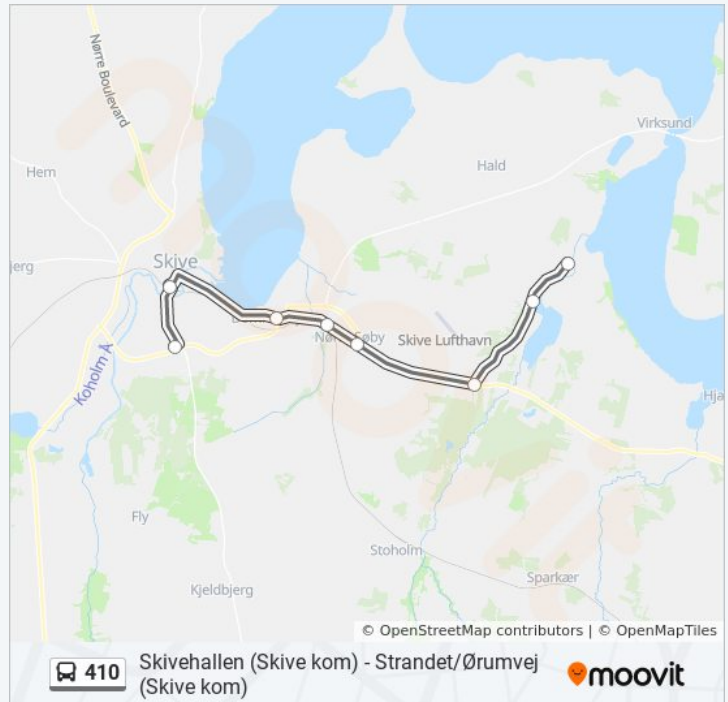 Nørre Boulevard
Virksund
Hem
Hald
jerg
Skive
Skive Lufthavn
Søby
Koholm Å
Hja
Fly
Stoholm
Sparkær
Kjeldbjerg
© OpenStreetMap contributors | © OpenMapTiles
410
Skivehallen (Skive kom) - Strandet/Ørumvej
(Skive kom)
moovit